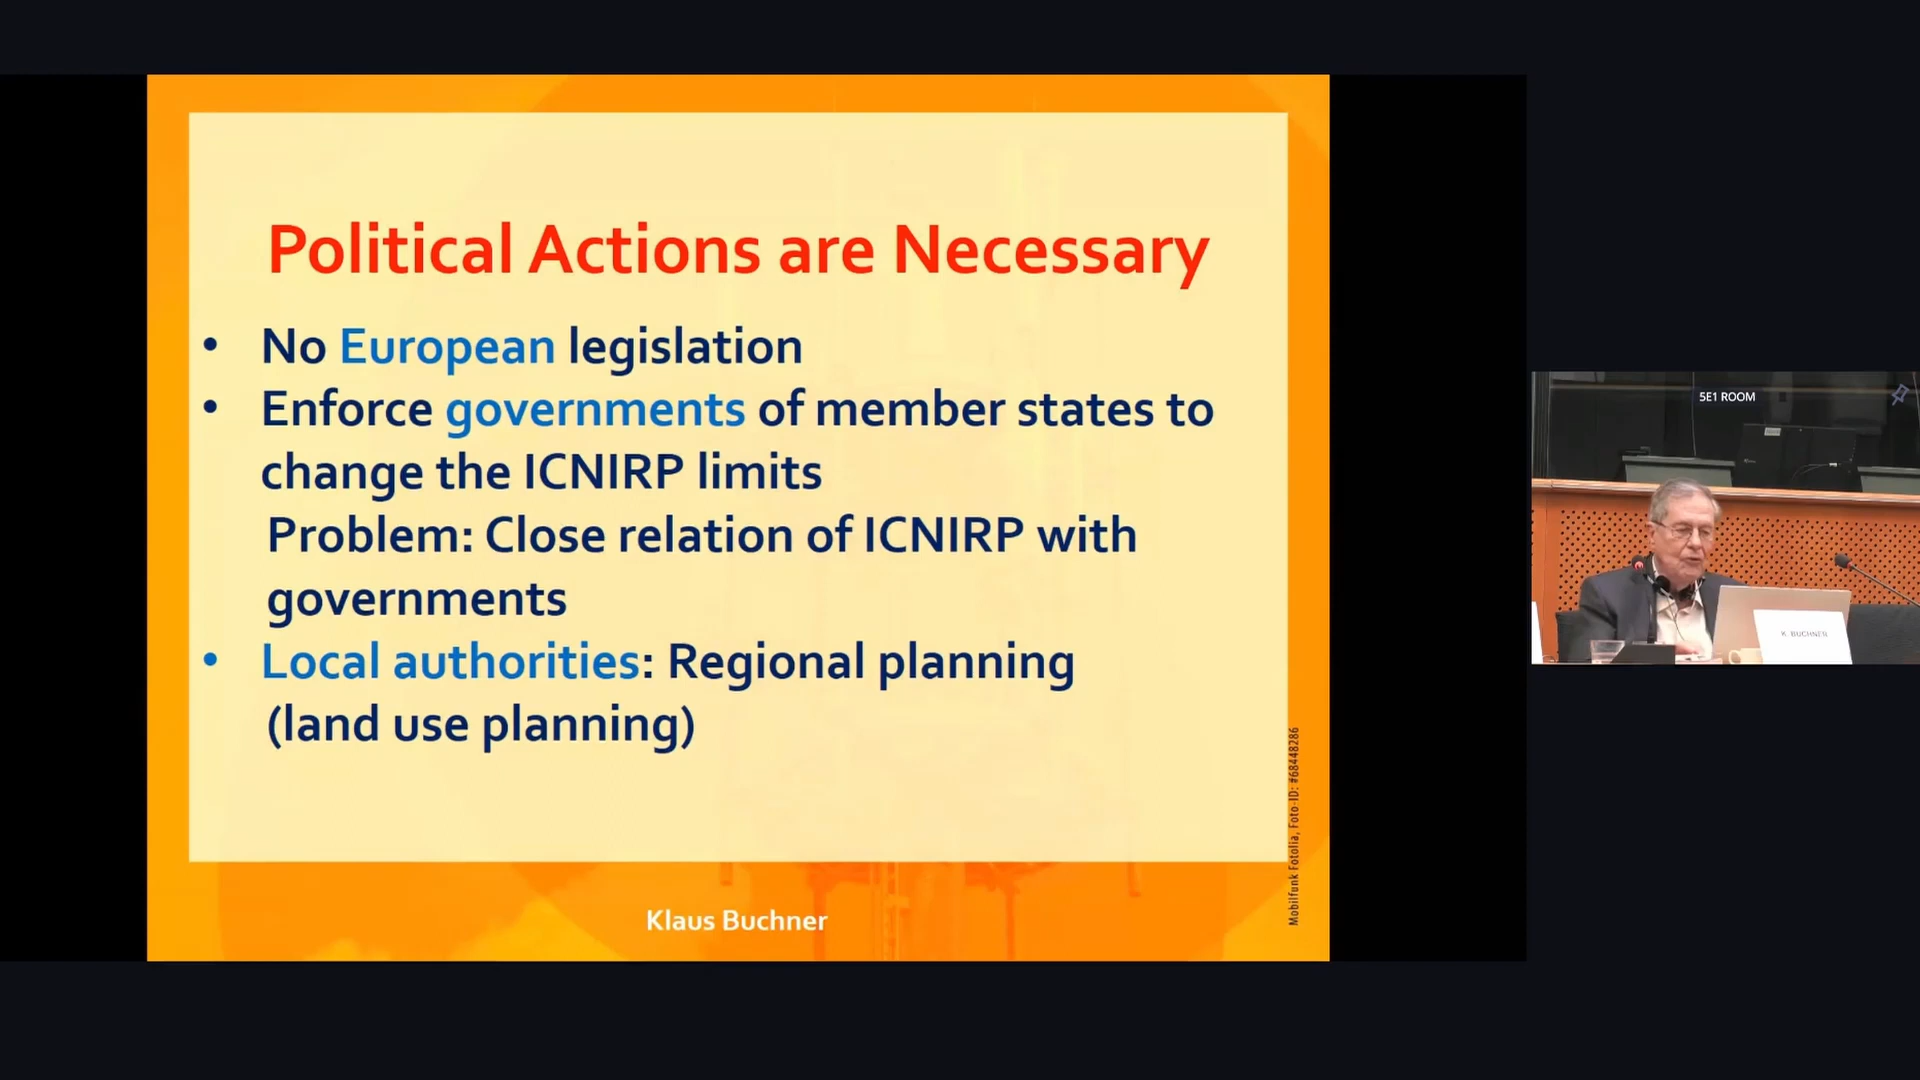 Political Actions are Necessary
• No European legislation
• Enforce governments of member states to
change the ICNIRP limits
Problem: Close relation of ICNIRP with
governments
• Local authorities: Regional planning
(land use planning)
Klaus Buchner
Mobilfunk Fotolia, Foto-ID: #68448286
5E1 ROOM
K. BUCHNER